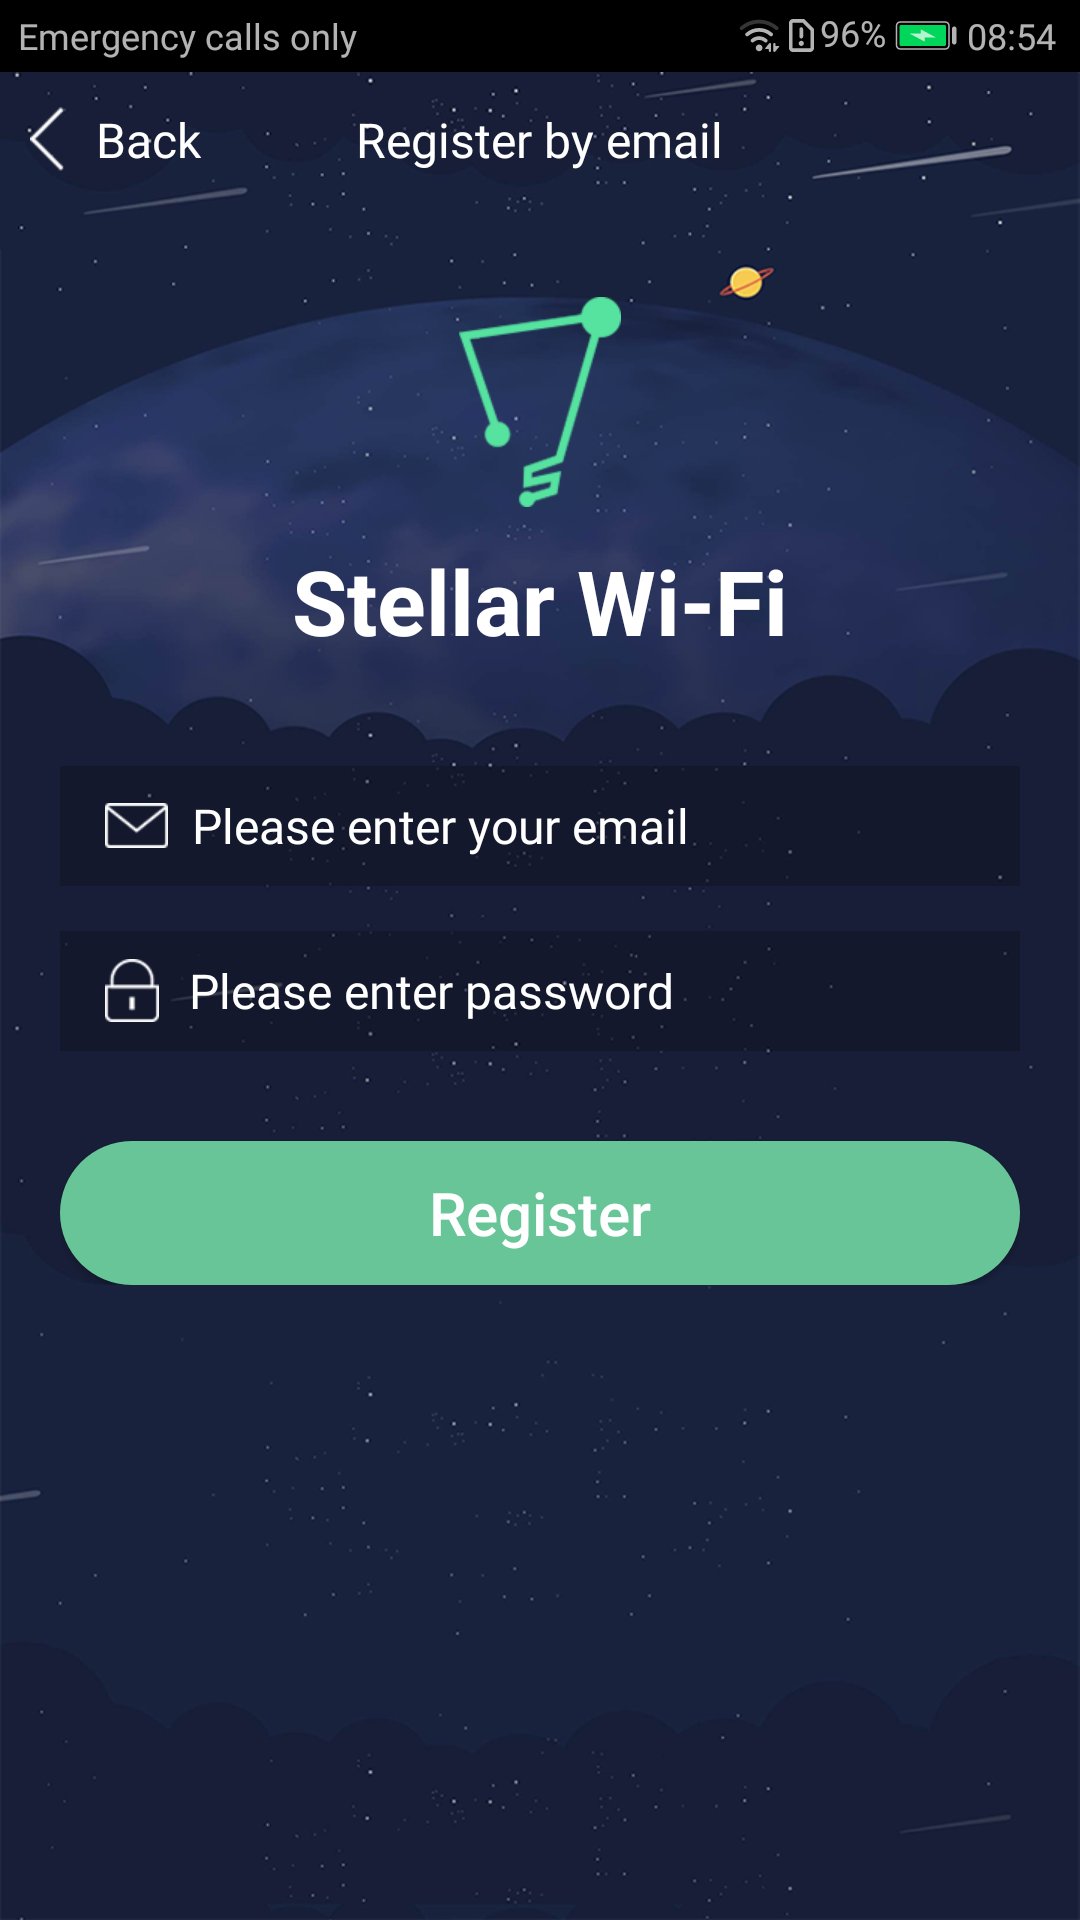 Emergency calls only 96% 08:54
Back Register by email
Stellar Wi-Fi
Please enter your email
Please enter password
Register